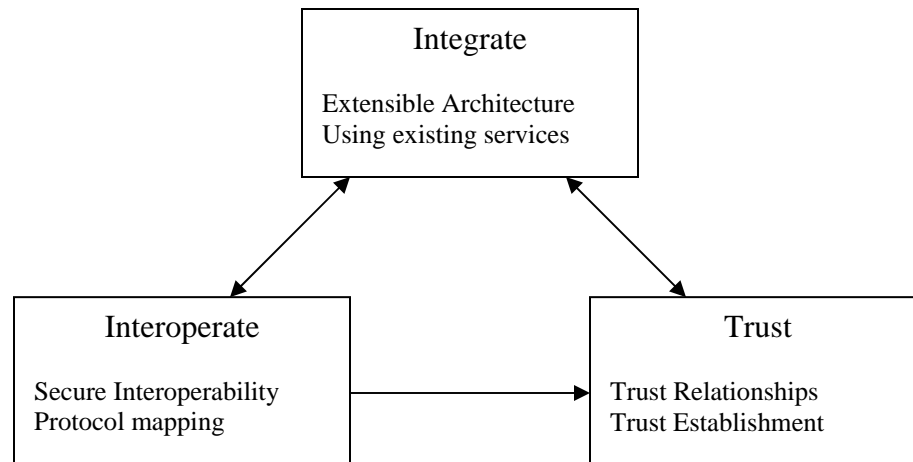 Integrate
Extensible Architecture
Using existing services
Interoperate
Secure Interoperability
Protocol mapping
Trust
Trust Relationships
Trust Establishment